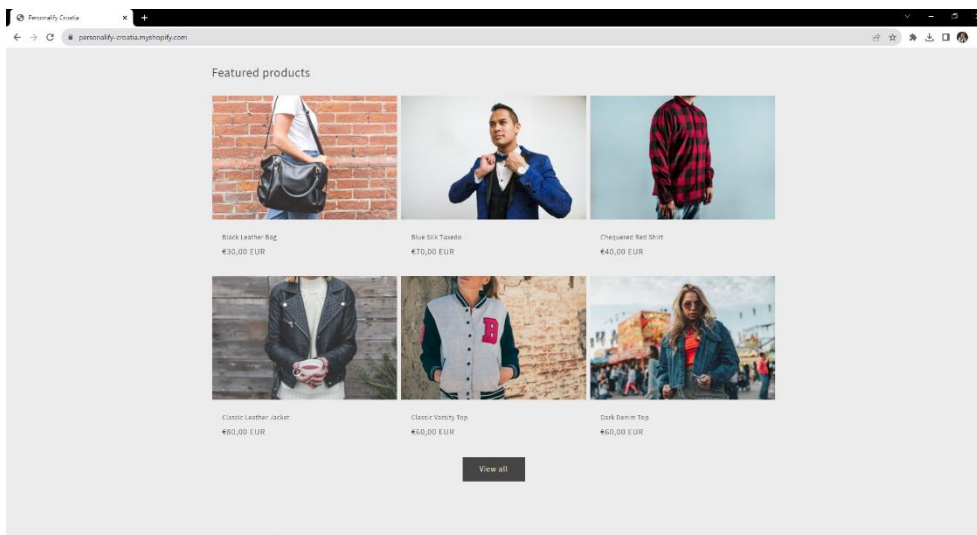 Personalify Croatia
personalify-croatia.myshopify.com
Featured products
Black Leather Bag
€30,00 EUR
Blue Silk Tuxedo
€70,00 EUR
Chequered Red Shirt
€40,00 EUR
B
Classic Leather Jacket
€80,00 EUR
Classic Varsity Top
€60,00 EUR
Dark Denim Top
€60,00 EUR
View all